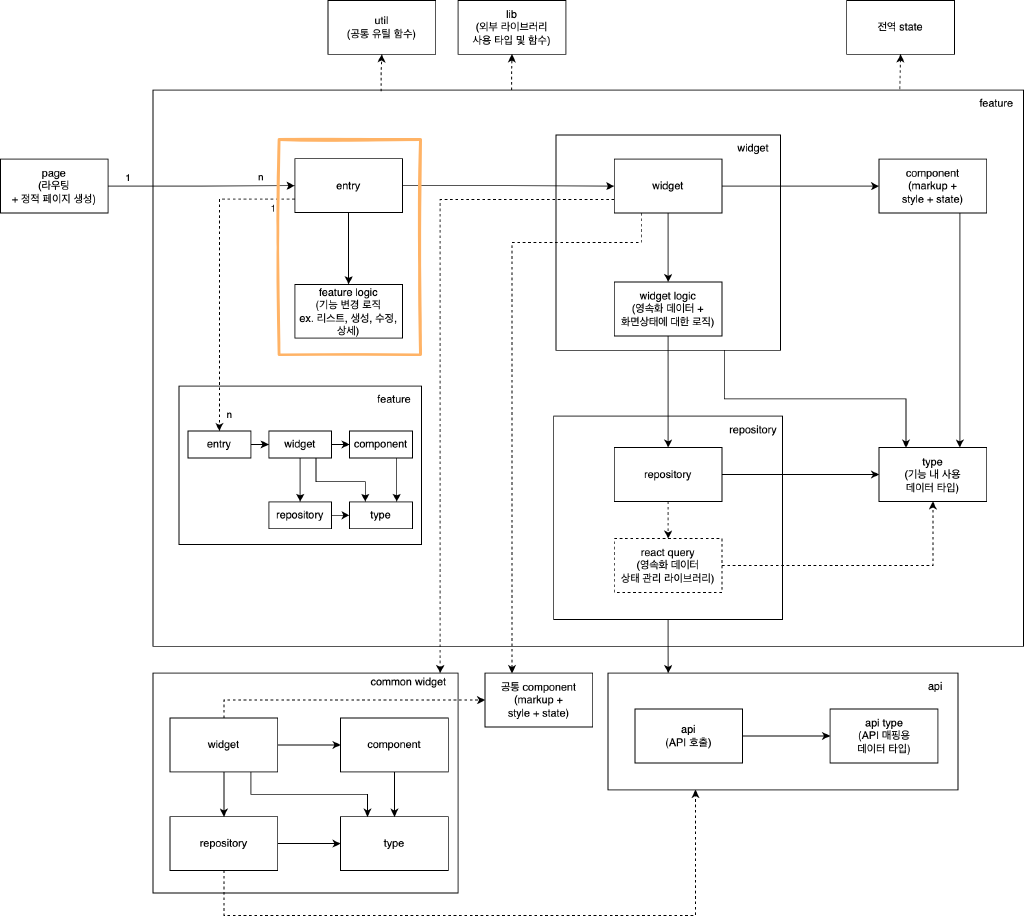 util
(공통 유틸 함수)
lib
(외부 라이브러리
사용 타입 및 함수)
전역 state
feature
page
(라우팅
+ 정적 페이지 생성)
1
n
entry
1
feature logic
(기능 변경 로직
ex. 리스트, 생성, 수정,
상세)
widget
widget
widget logic
(영속화 데이터 +
화면상태에 대한 로직)
component
(markup +
style + state)
feature
n
entry
widget
component
repository
type
repository
repository
react query
(영속화 데이터
상태 관리 라이브러리)
type
(기능 내 사용
데이터 타입)
common widget
widget
component
repository
type
공통 component
(markup +
style + state)
api
api
(API 호출)
api type
(API 매핑용
데이터 타입)